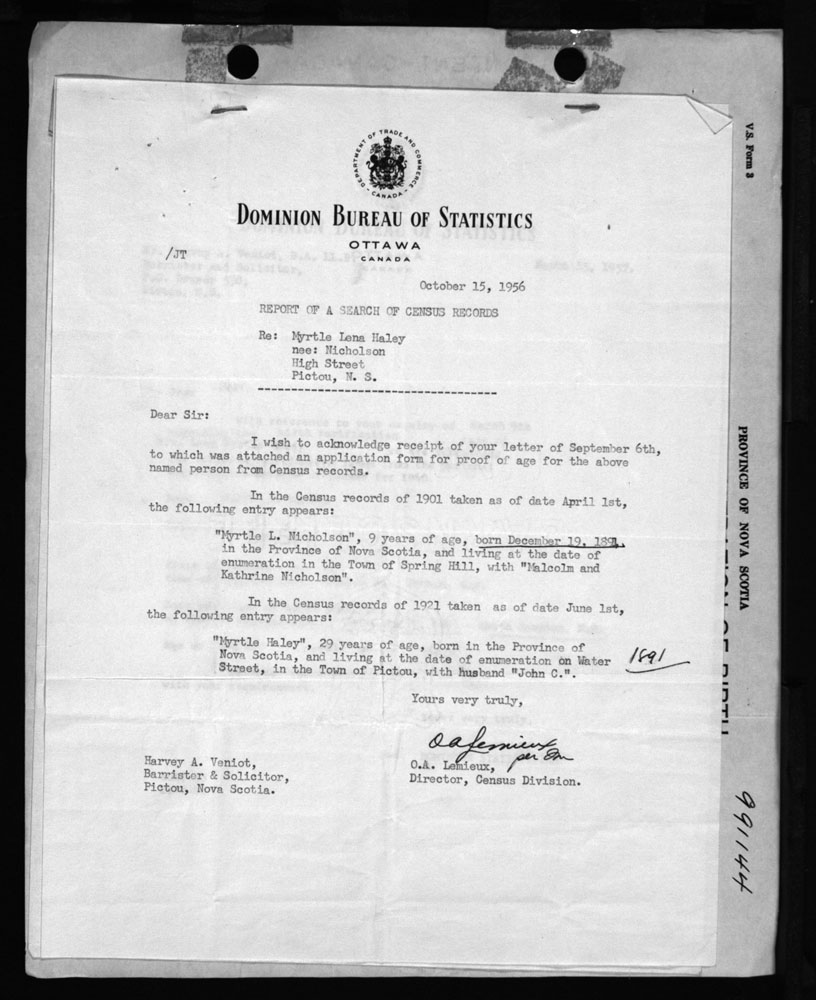 DEPARTMENT OF TRADE AND COMMERCE
CANADA
DOMINION BUREAU OF STATISTICS
OTTAWA
CANADA
/JT
October 15, 1956
REPORT OF A SEARCH OF CENSUS RECORDS
Re: Myrtle Lena Haley
nee: Nicholson
High Street
Pictou, N. S.
Dear Sir:
I wish to acknowledge receipt of your letter of September 6th,
to which was attached an application form for proof of age for the above
named person from Census records.
In the Census records of 1901 taken as of date April 1st,
the following entry appears:
"Myrtle L. Nicholson", 9 years of age, born December 19, 1891,
in the Province of Nova Scotia, and living at the date of
enumeration in the Town of Spring Hill, with "Malcolm and
Kathrine Nicholson".
In the Census records of 1921 taken as of date June 1st,
the following entry appears:
"Myrtle Haley", 29 years of age, born in the Province of
Nova Scotia, and living at the date of enumeration on Water
Street, in the Town of Pictou, with husband "John C.".
1891
Yours very truly,
O A Lemieux
per
O.A. Lemieux,
Director, Census Division.
Harvey A. Veniot,
Barrister & Solicitor,
Pictou, Nova Scotia.
V.S. Form 3
PROVINCE OF NOVA SCOTIA
OF BIRTH
991144